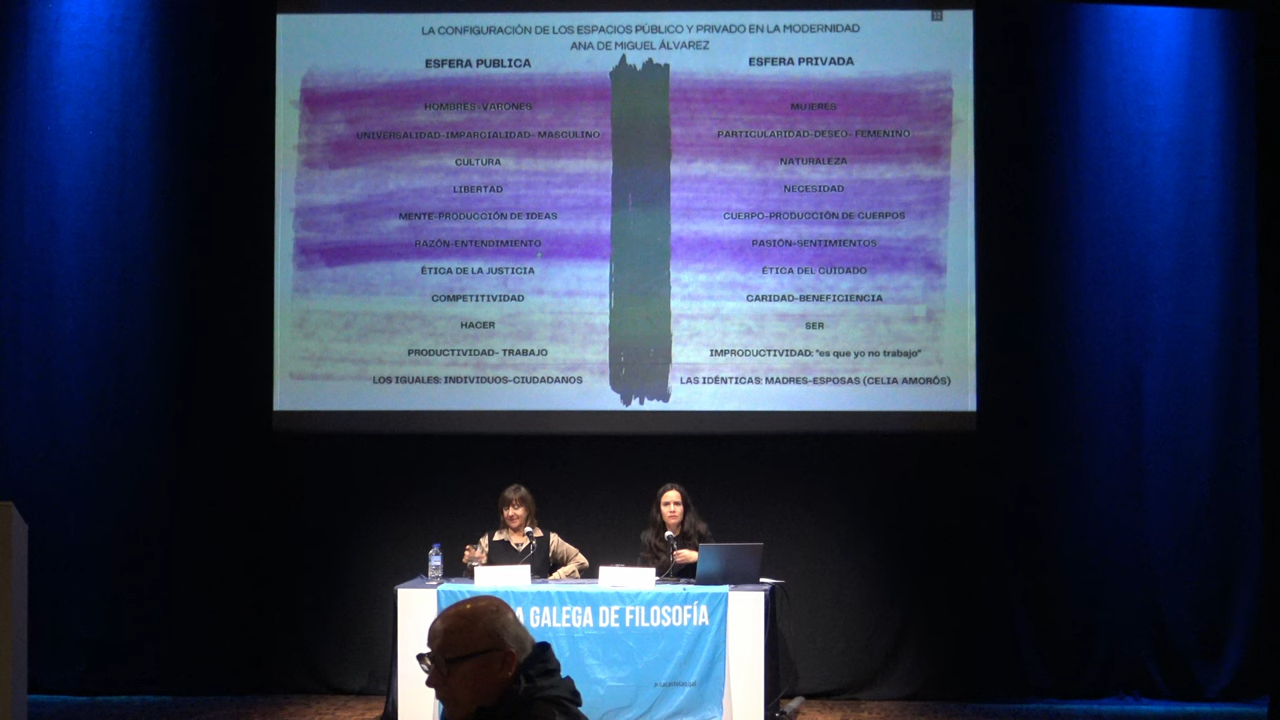 LA CONFIGURACIÓN DE LOS ESPACIOS PÚBLICO Y PRIVADO EN LA MODERNIDAD
ANA DE MIGUEL ÁLVAREZ
ESFERA PUBLICA
ESFERA PRIVADA
HOMBRES-VARONES
MUJERES
UNIVERSALIDAD-IMPARCIALIDAD- MASCULINO
PARTICULARIDAD-DESEO- FEMENINO
CULTURA
NATURALEZA
LIBERTAD
NECESIDAD
MENTE-PRODUCCIÓN DE IDEAS
CUERPO-PRODUCCIÓN DE CUERPOS
RAZÓN-ENTENDIMIENTO
PASIÓN-SENTIMIENTOS
ÉTICA DE LA JUSTICIA
ÉTICA DEL CUIDADO
COMPETITIVIDAD
CARIDAD-BENEFICIENCIA
HACER
SER
PRODUCTIVIDAD- TRABAJO
IMPRODUCTIVIDAD: "es que yo no trabajo"
LOS IGUALES: INDIVIDUOS-CIUDADANOS
LAS IDÉNTICAS: MADRES-ESPOSAS (CELIA AMORÓS)
GALEGA DE FILOSOFÍA